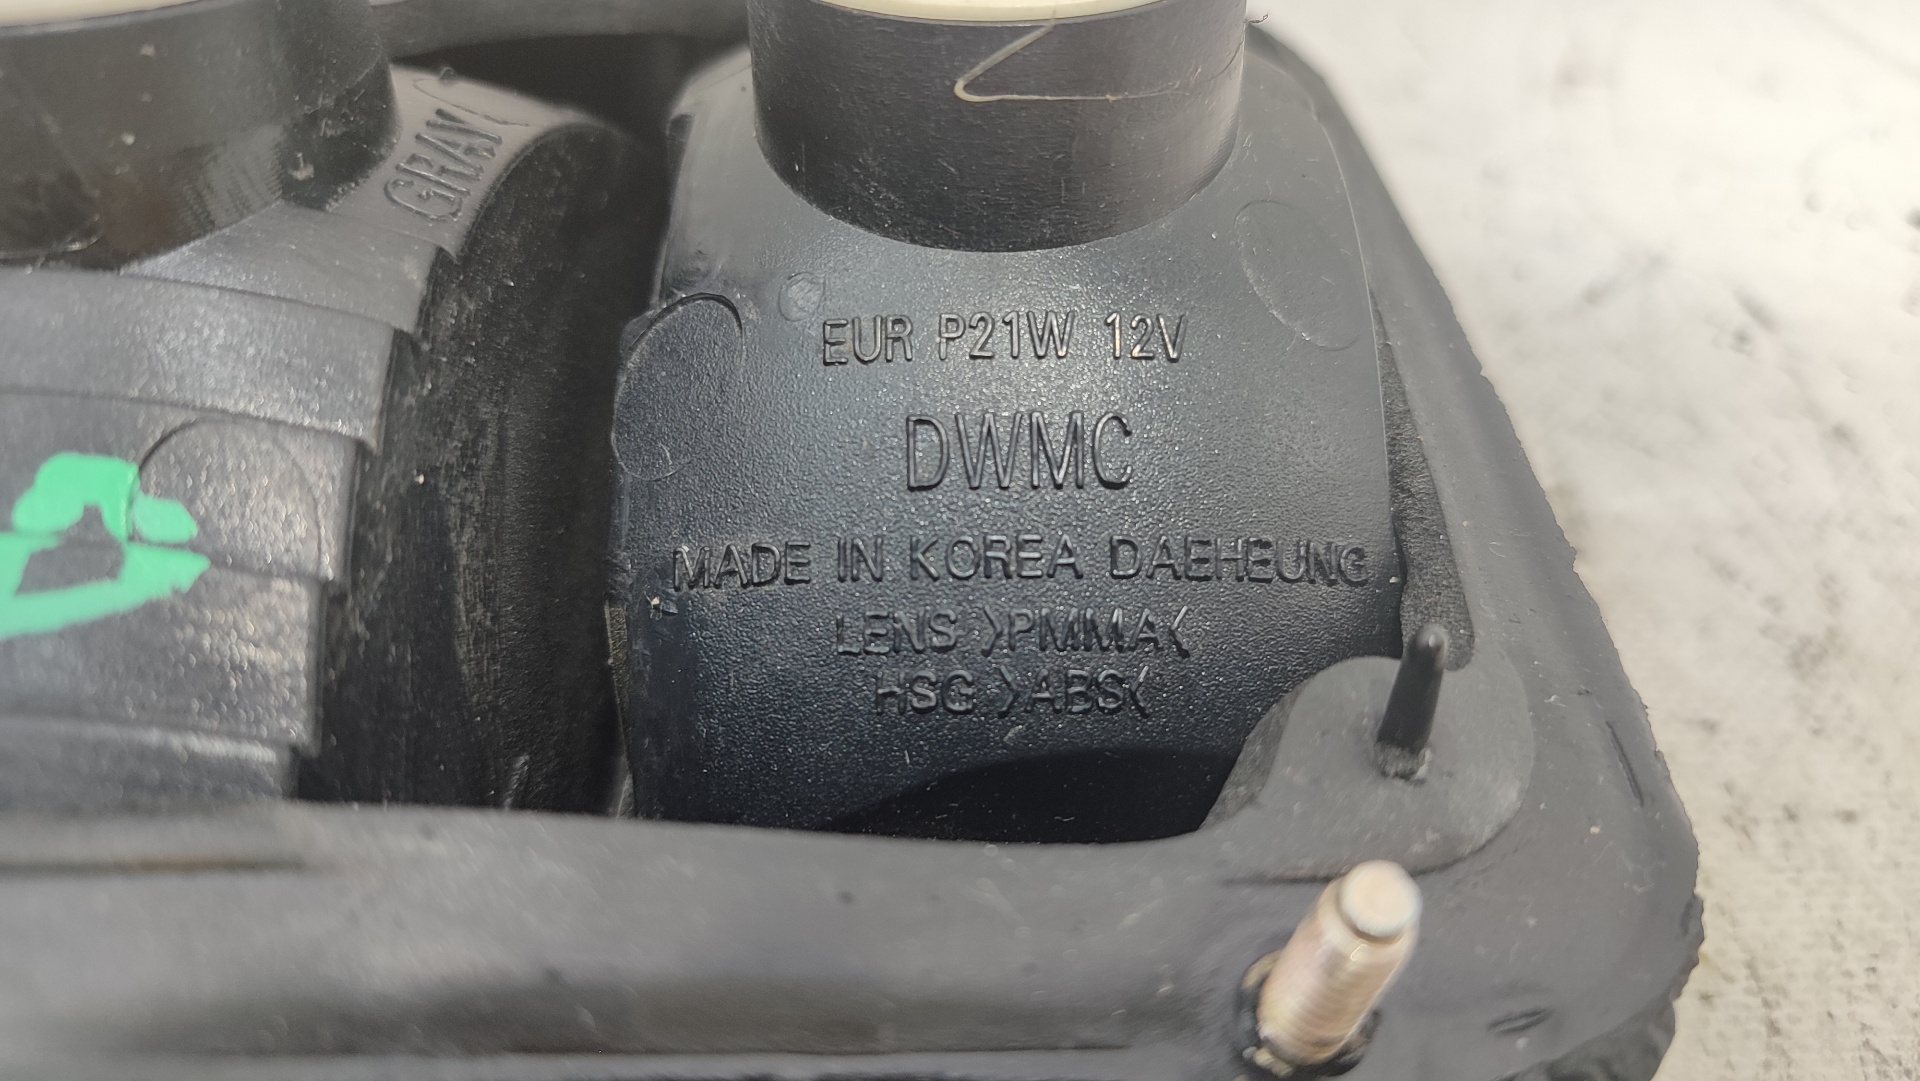 GRAY
EUR P21W 12V
DWMC
MADE IN KOREA DAEHEUNG
LENS >PMMA<
HSG >ABS<